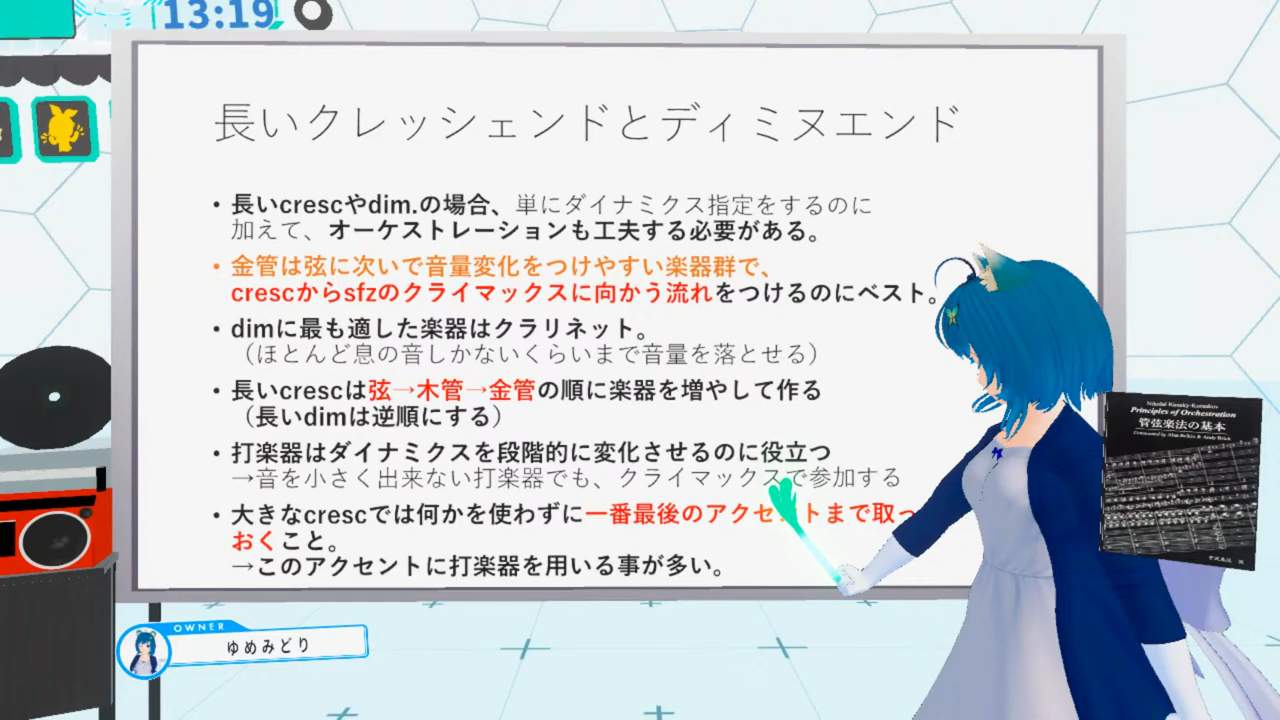 13:19
長いクレッシェンドとディミヌエンド
・長いcrescやdim.の場合、単にダイナミクス指定をするのに
加えて、オーケストレーションも工夫する必要がある。
・金管は弦に次いで音量変化をつけやすい楽器群で、
crescからsfzのクライマックスに向かう流れをつけるのにベスト。
・dimに最も適した楽器はクラリネット。
（ほとんど息の音しかないくらいまで音量を落とせる）
・長いcrescは弦→木管→金管の順に楽器を増やして作る
（長いdimは逆順にする）
・打楽器はダイナミクスを段階的に変化させるのに役立つ
→音を小さく出来ない打楽器でも、クライマックスで参加する
・大きなcrescでは何かを使わずに一番最後のアクセントまで取っ
おくこと。
→このアクセントに打楽器を用いる事が多い。
Nikolai Rimsky-Korsakov
Principles of Orchestration
管弦楽法の基本
OWNER
ゆめみどり